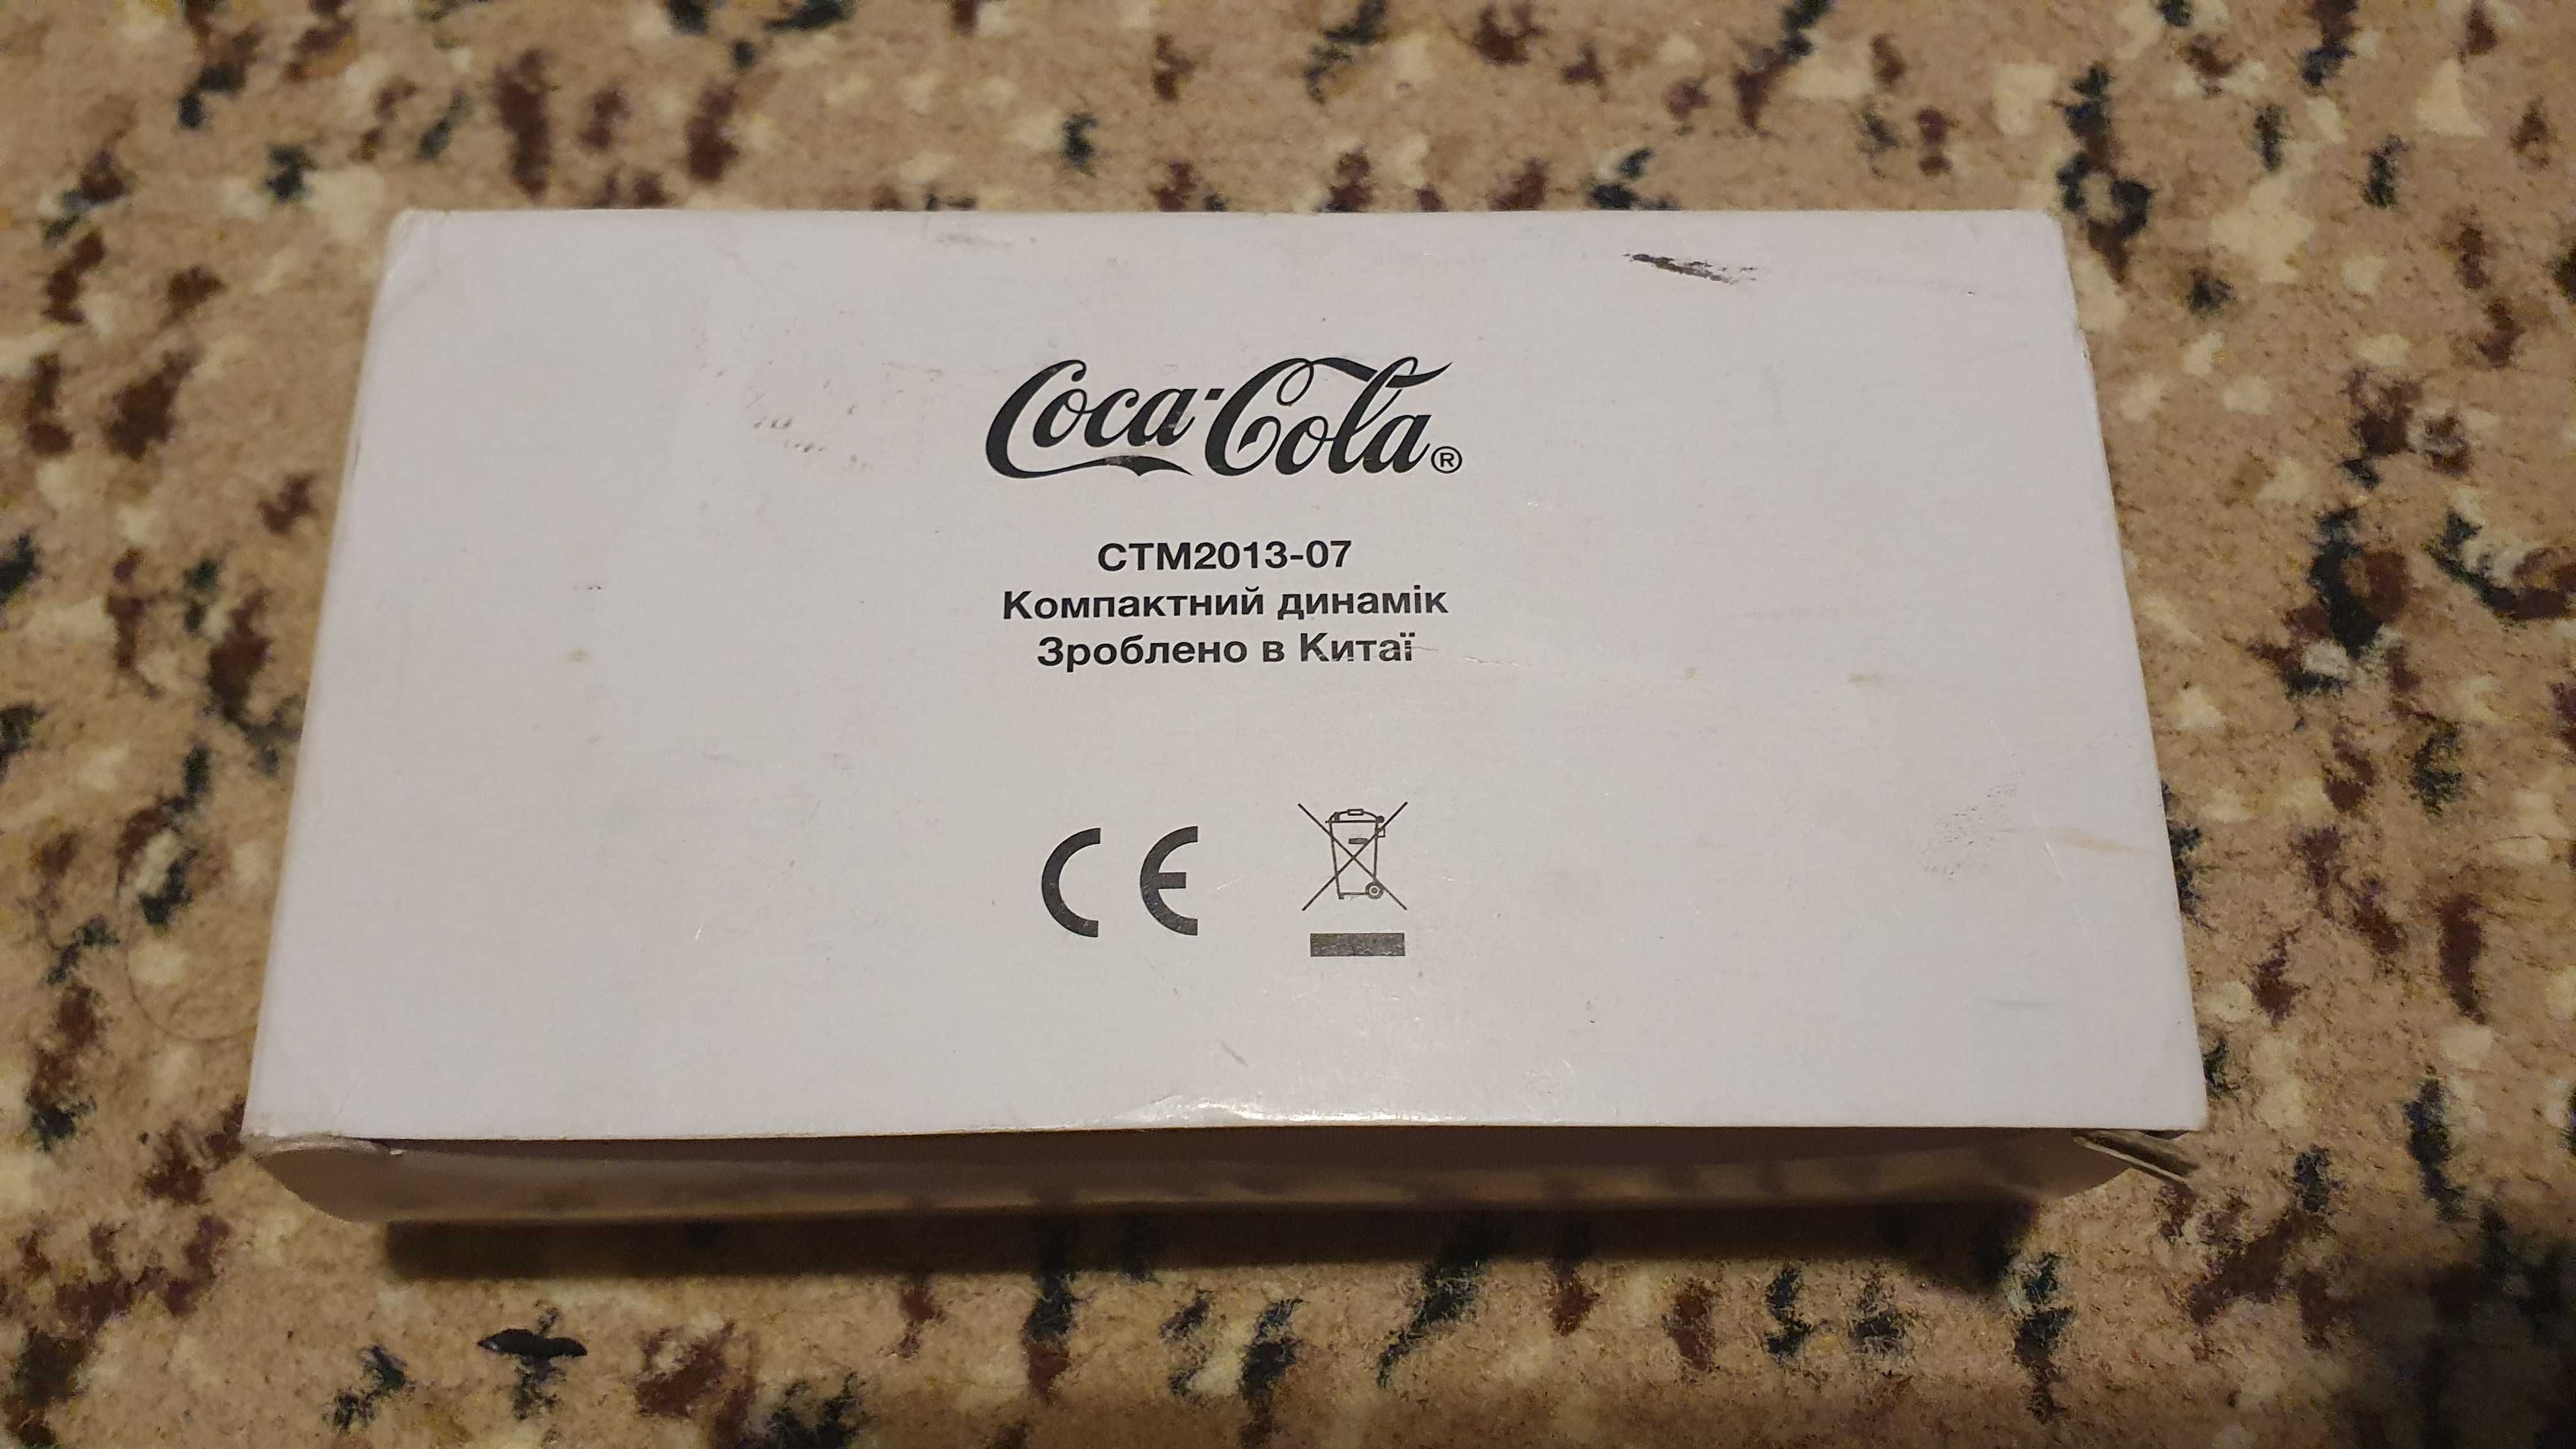 Coca-Cola®
CTM2013-07
Компактний динамік
Зроблено в Китаї
CE